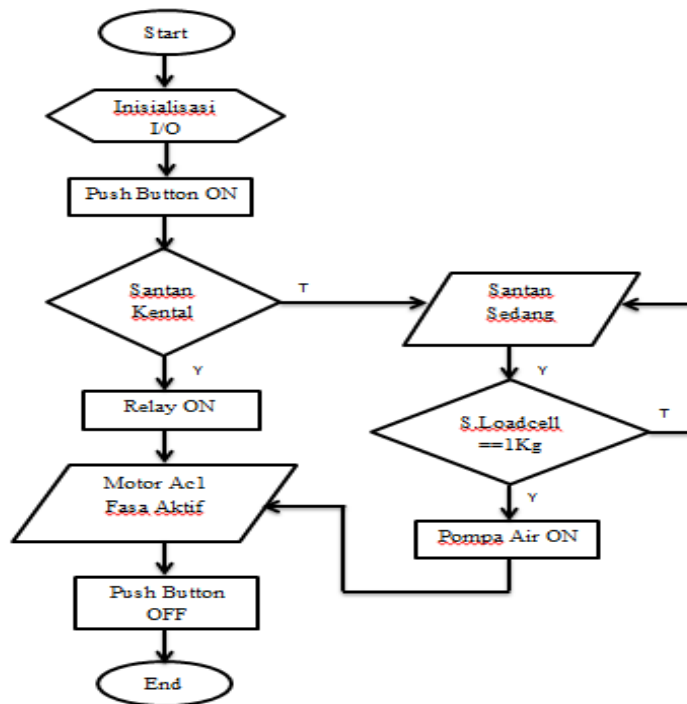 Start
Inisialisasi
I/O
Push Button ON
Santan
Kental
T
Santan
Sedang
Y
Y
Relay ON
S.Loadcell
==1Kg
T
Motor Ac1
Fasa Aktif
Y
Pompa Air ON
Push Button
OFF
End